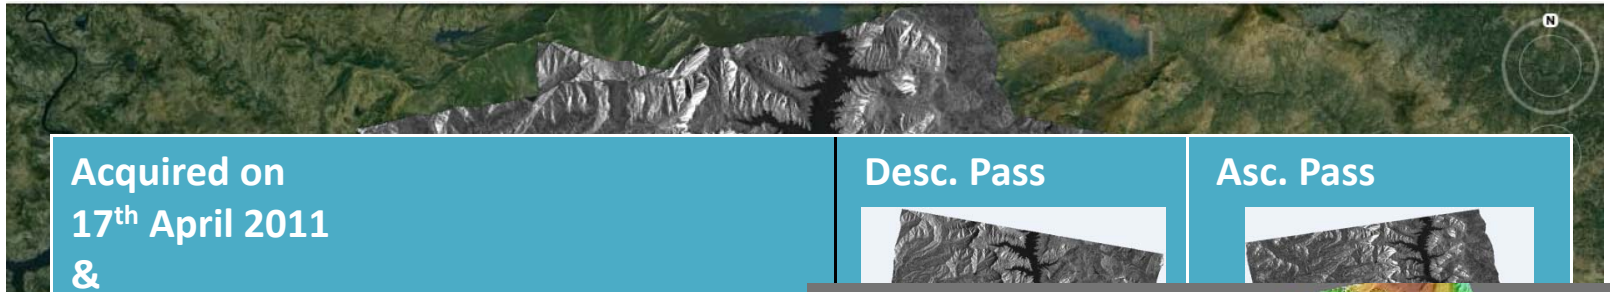 N
Acquired on
17th April 2011
&
Desc. Pass
Asc. Pass